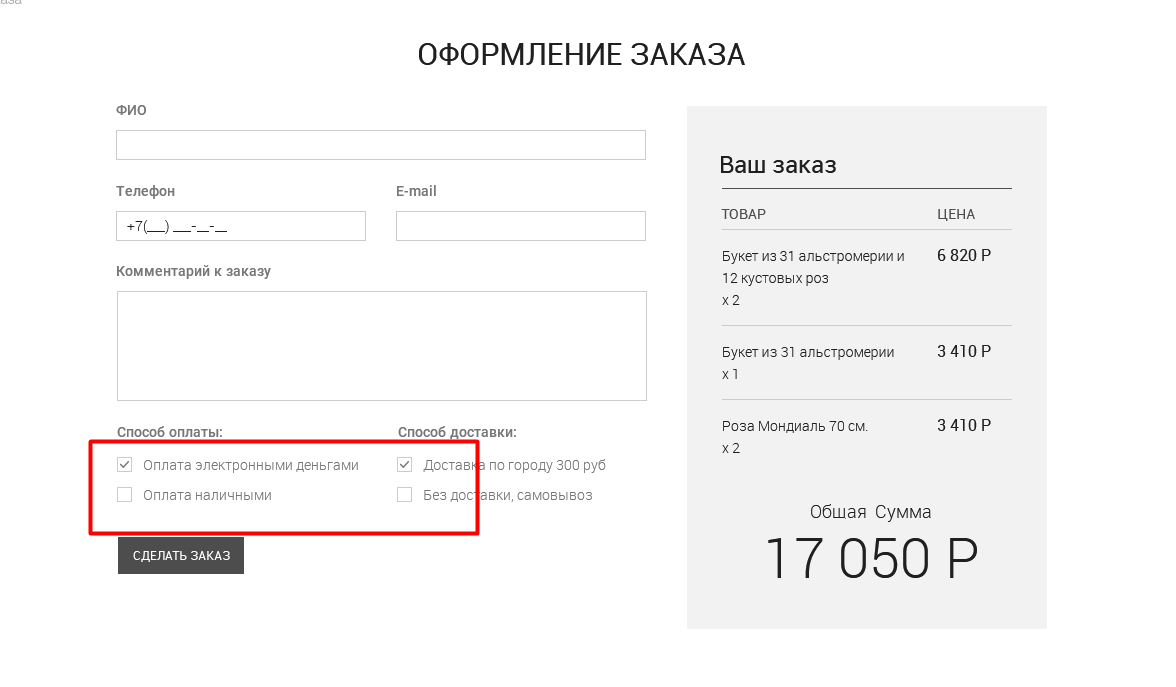 ОФОРМЛЕНИЕ ЗАКАЗА
ФИО
Телефон
E-mail
+7(__) ___-__-__
Комментарий к заказу
Способ оплаты:
Оплата электронными деньгами
Оплата наличными
Способ доставки:
Доставка по городу 300 руб
Без доставки, самовывоз
СДЕЛАТЬ ЗАКАЗ
Ваш заказ
ТОВАР ЦЕНА
Букет из 31 альстромерии и 6 820 Р
12 кустовых роз
x 2
Букет из 31 альстромерии 3 410 Р
x 1
Роза Мондиаль 70 см. 3 410 Р
x 2
Общая Сумма
17 050 Р